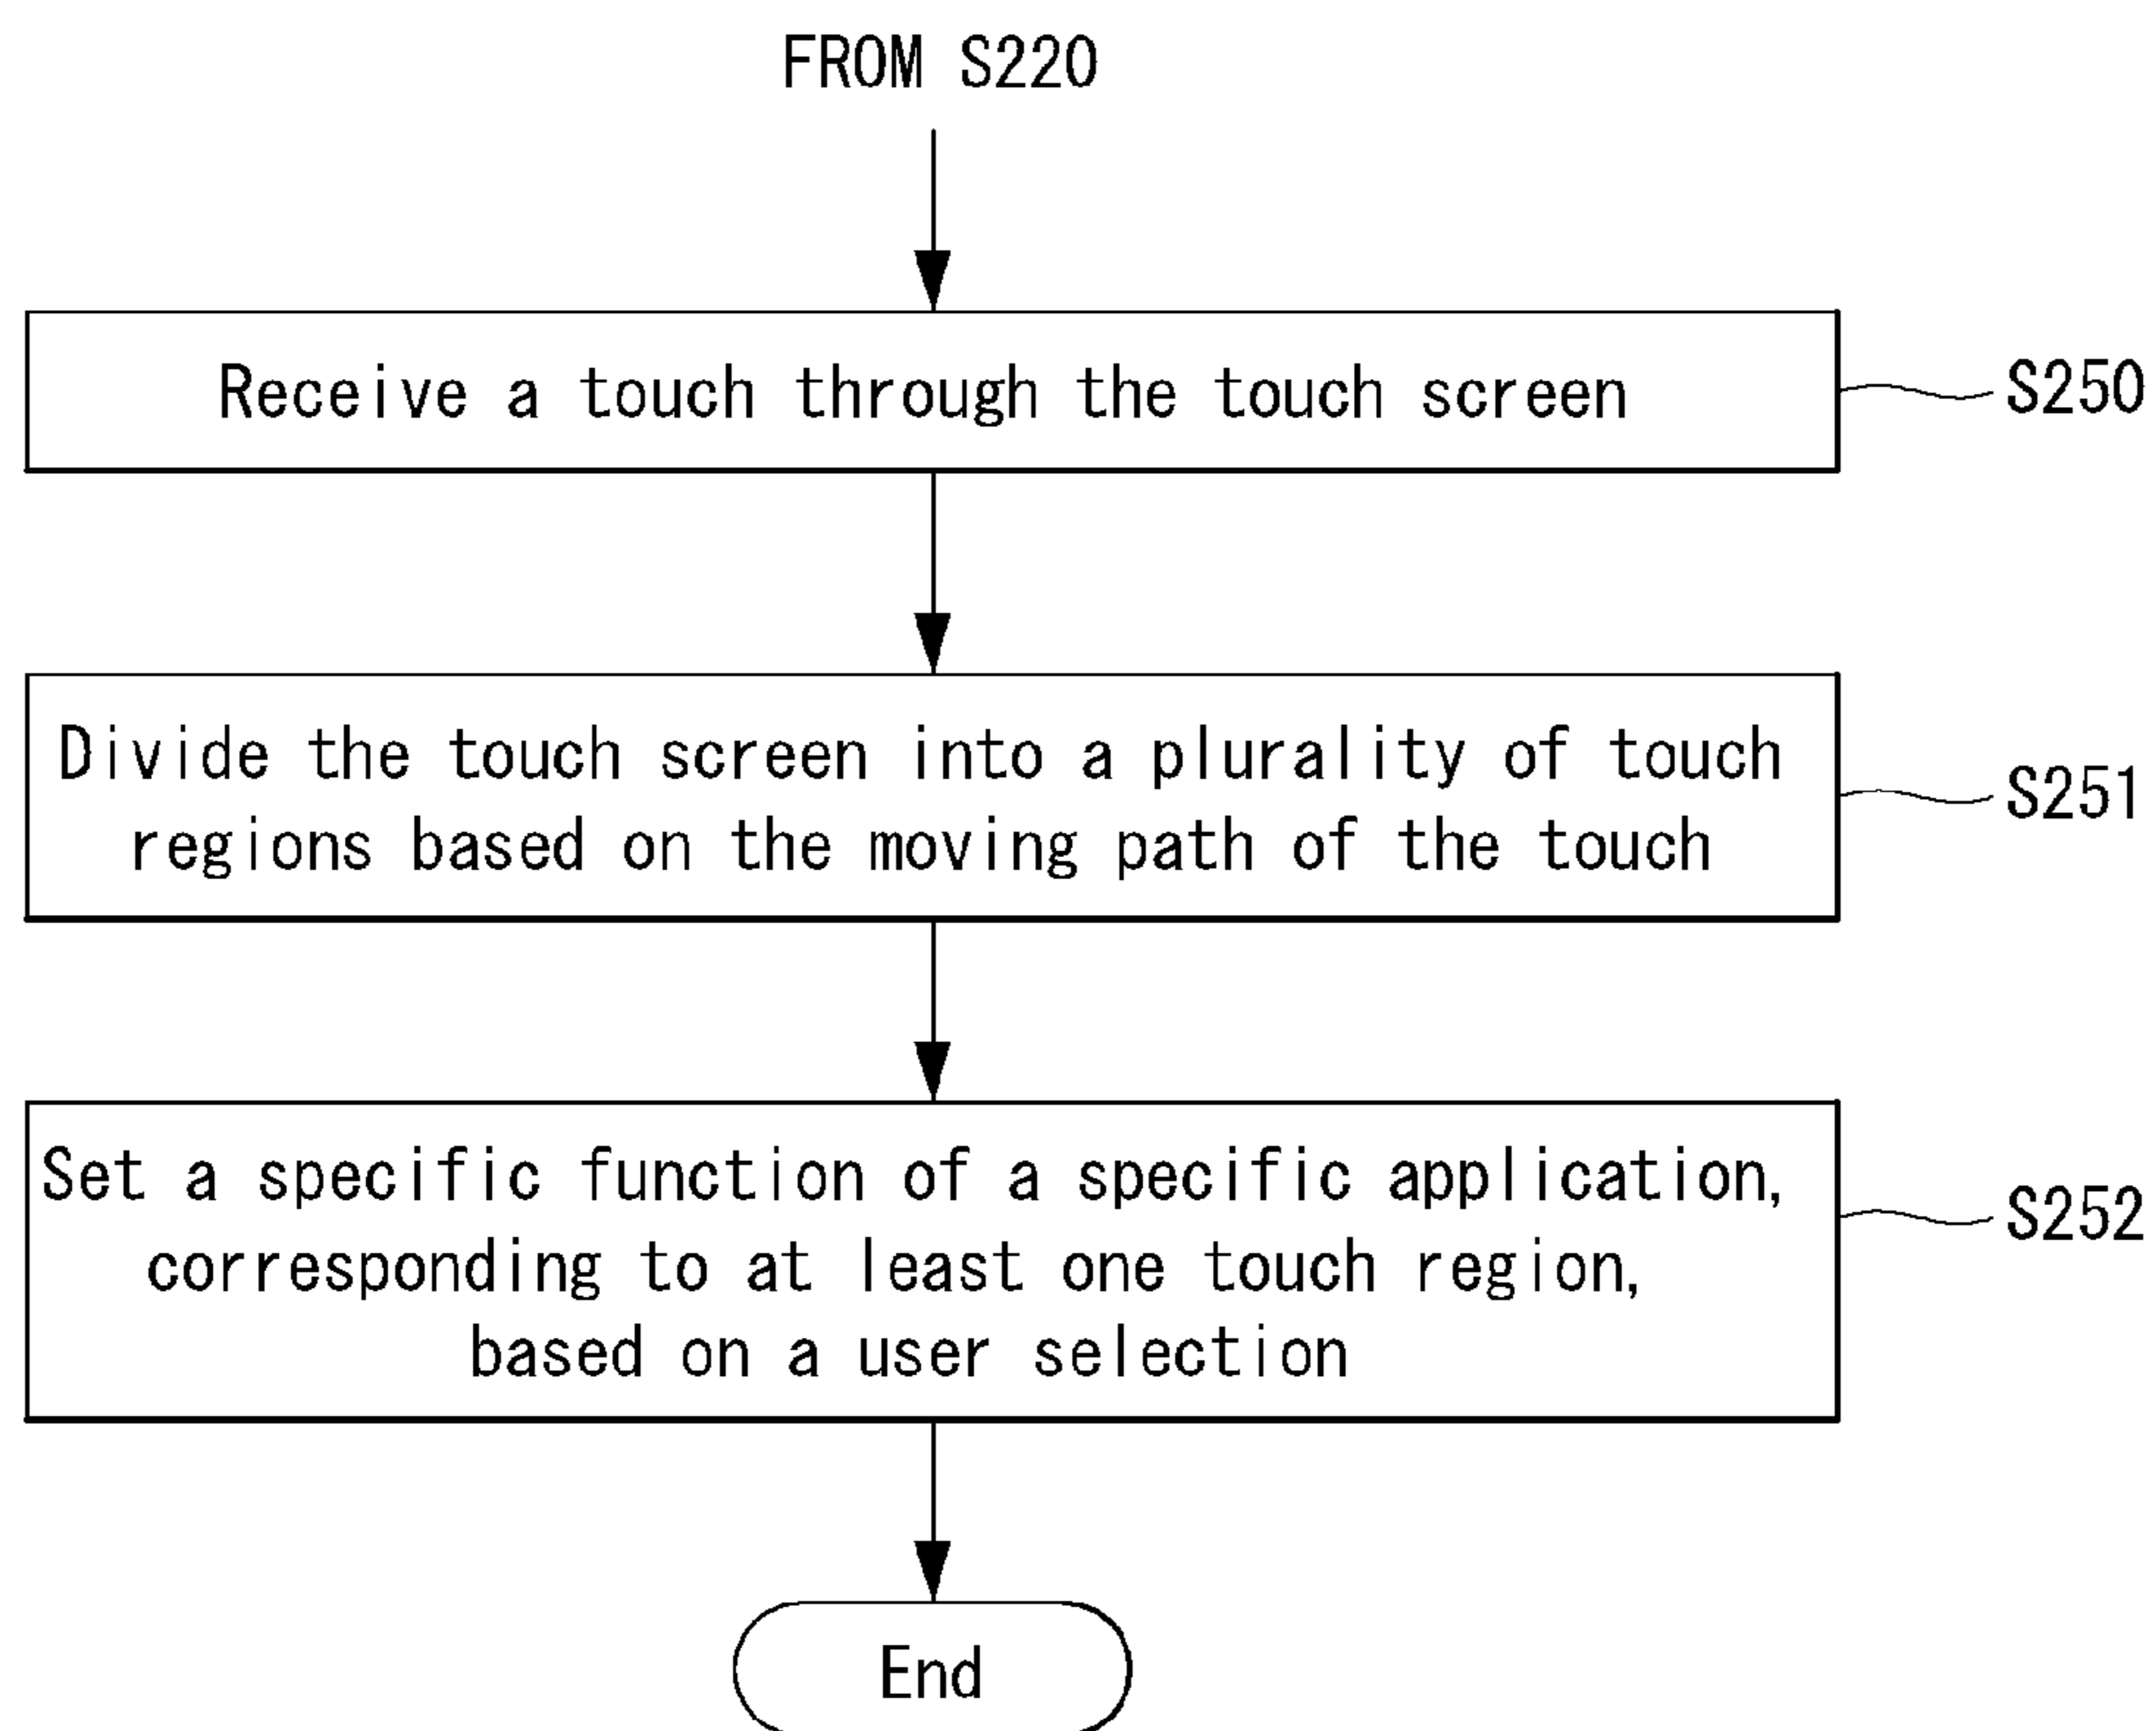 FROM S220
Receive a touch through the touch screen
S250
Divide the touch screen into a plurality of touch
regions based on the moving path of the touch
S251
Set a specific function of a specific application,
corresponding to at least one touch region,
based on a user selection
S252
End